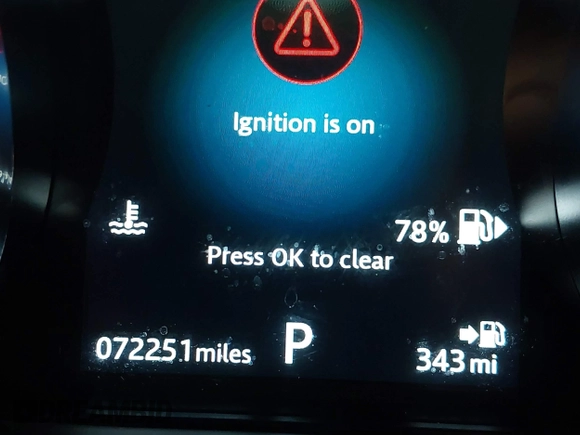 Ignition is on
78%
Press OK to clear
072251 miles
P
343 mi